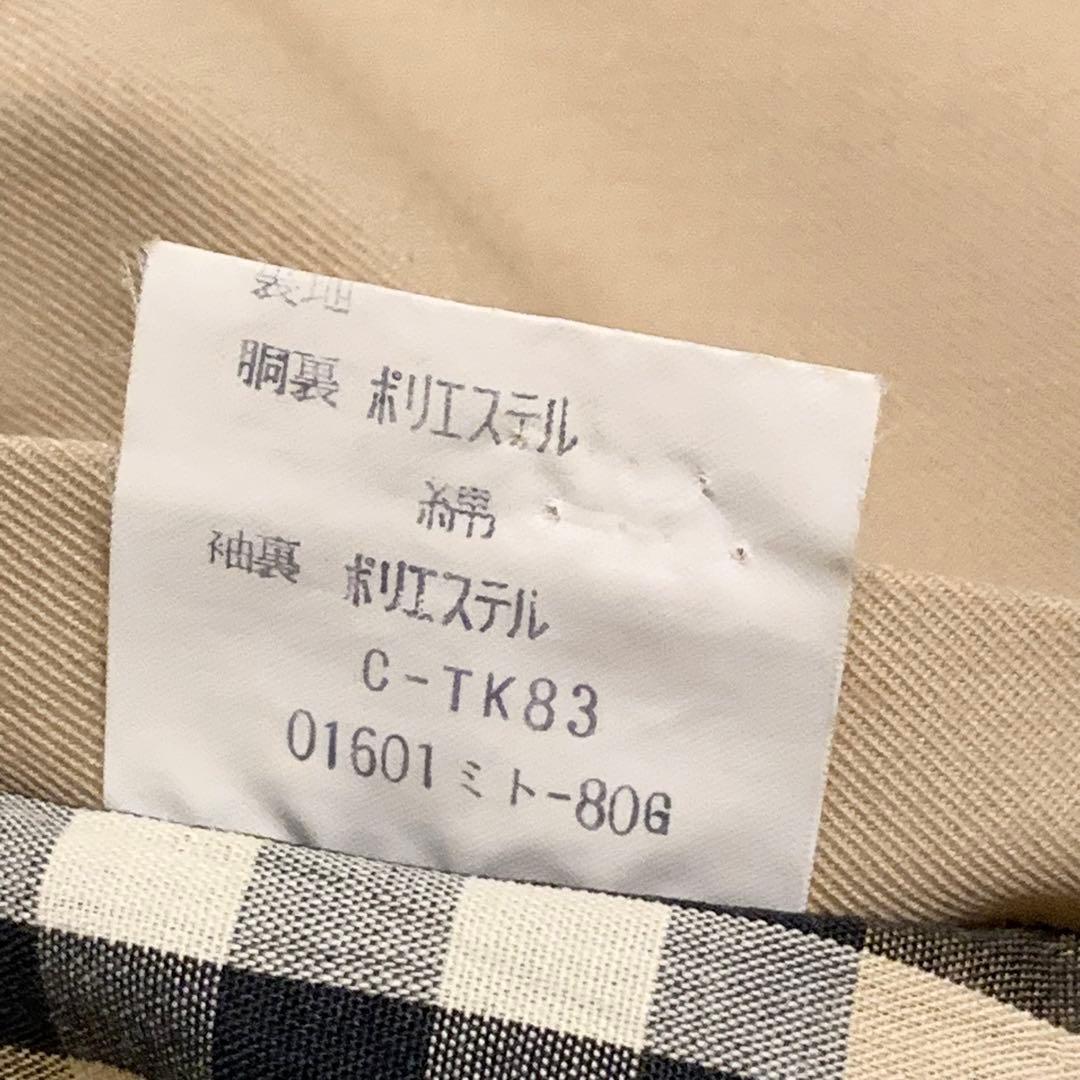 表地
胴裏 ポリエステル
綿
袖裏 ポリエステル
C-TK83
01601ミト-80G